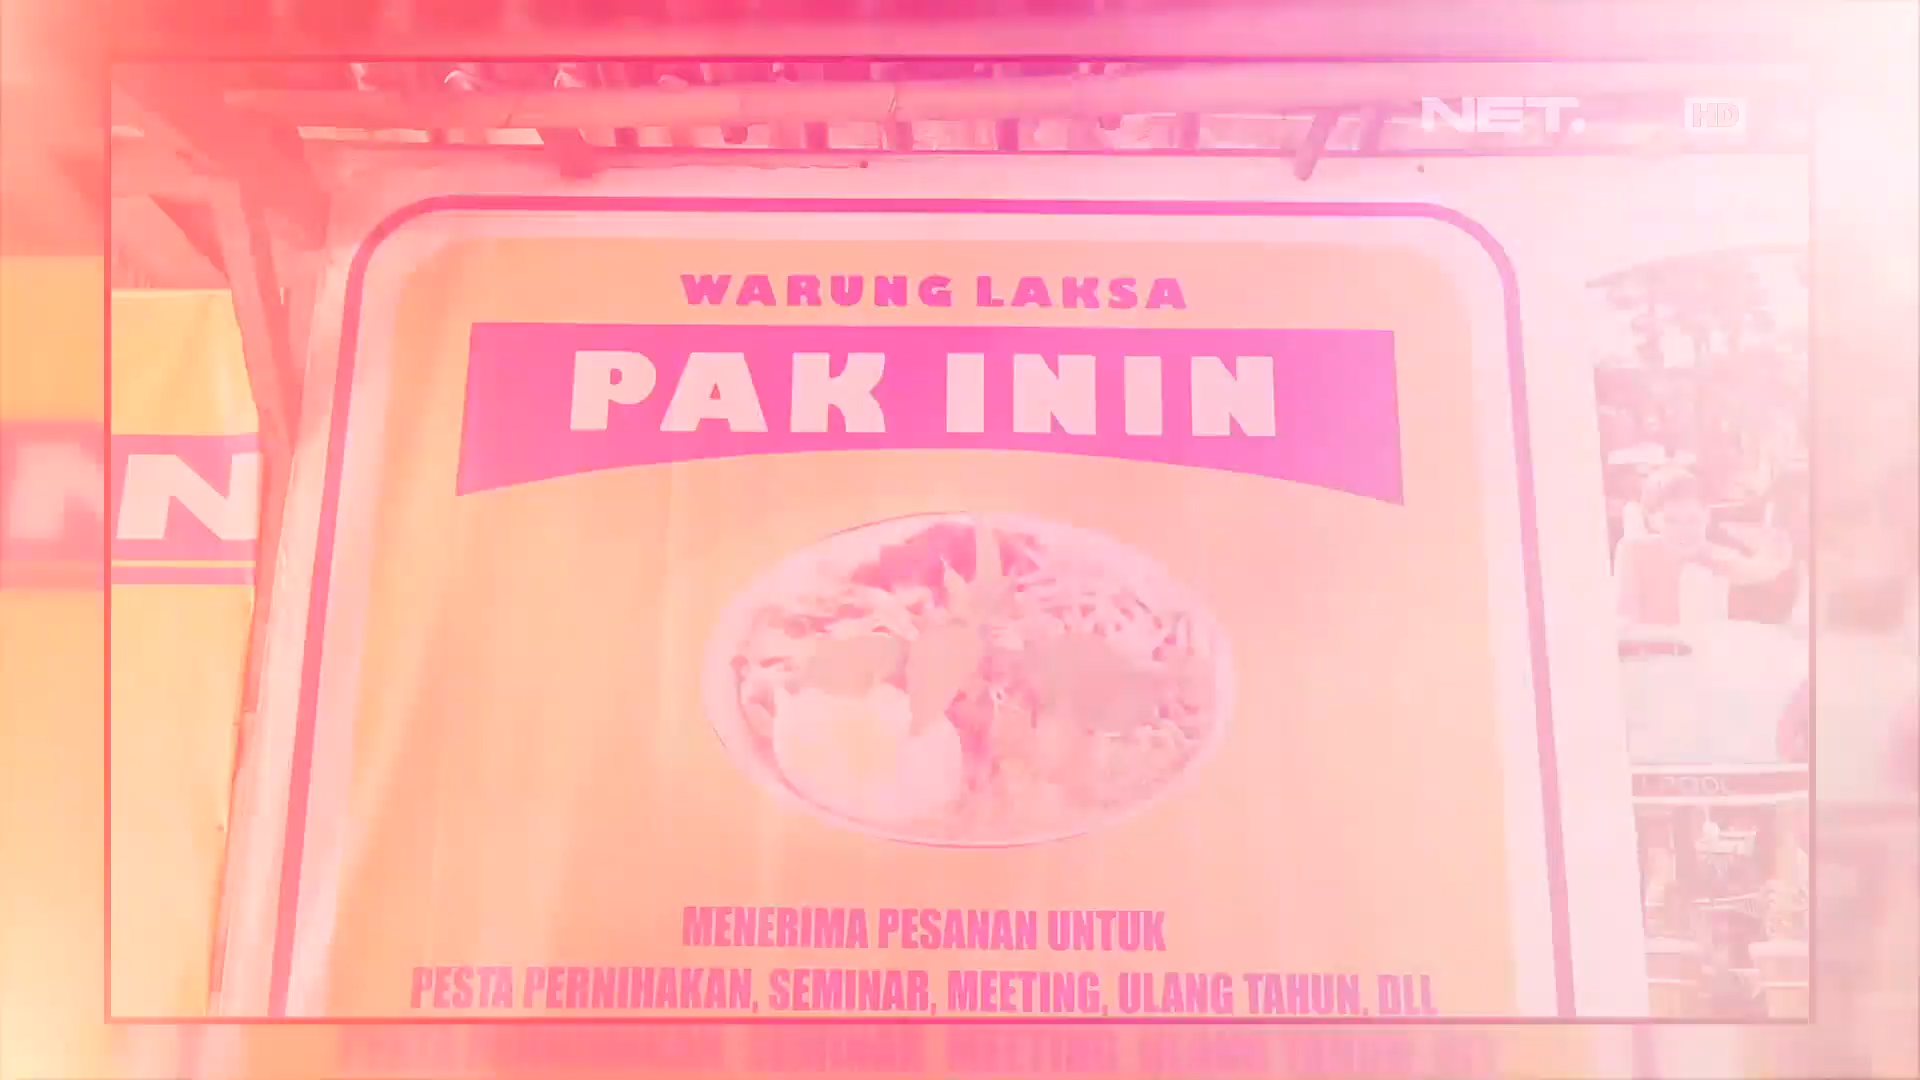 NET. HD
WARUNG LAKSA
PAK ININ
N
MENERIMA PESANAN UNTUK
PESTA PERNIHAKAN, SEMINAR, MEETING, ULANG TAHUN, DLL